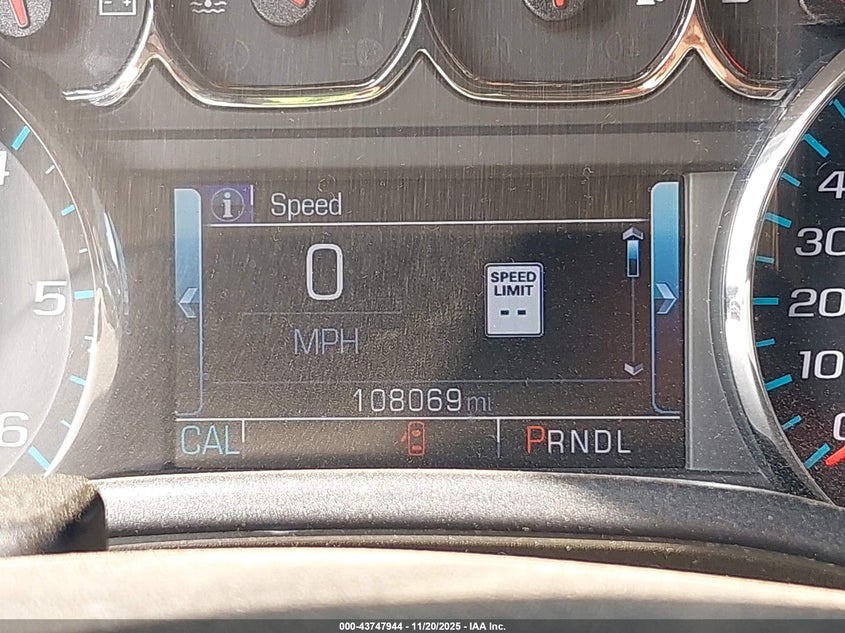 Speed
0
MPH
SPEED
LIMIT
--
108069 mi
CAL
PRNDL
4
5
6
4
30
20
10
0
000-43747944 - 11/20/2025 - IAA Inc.